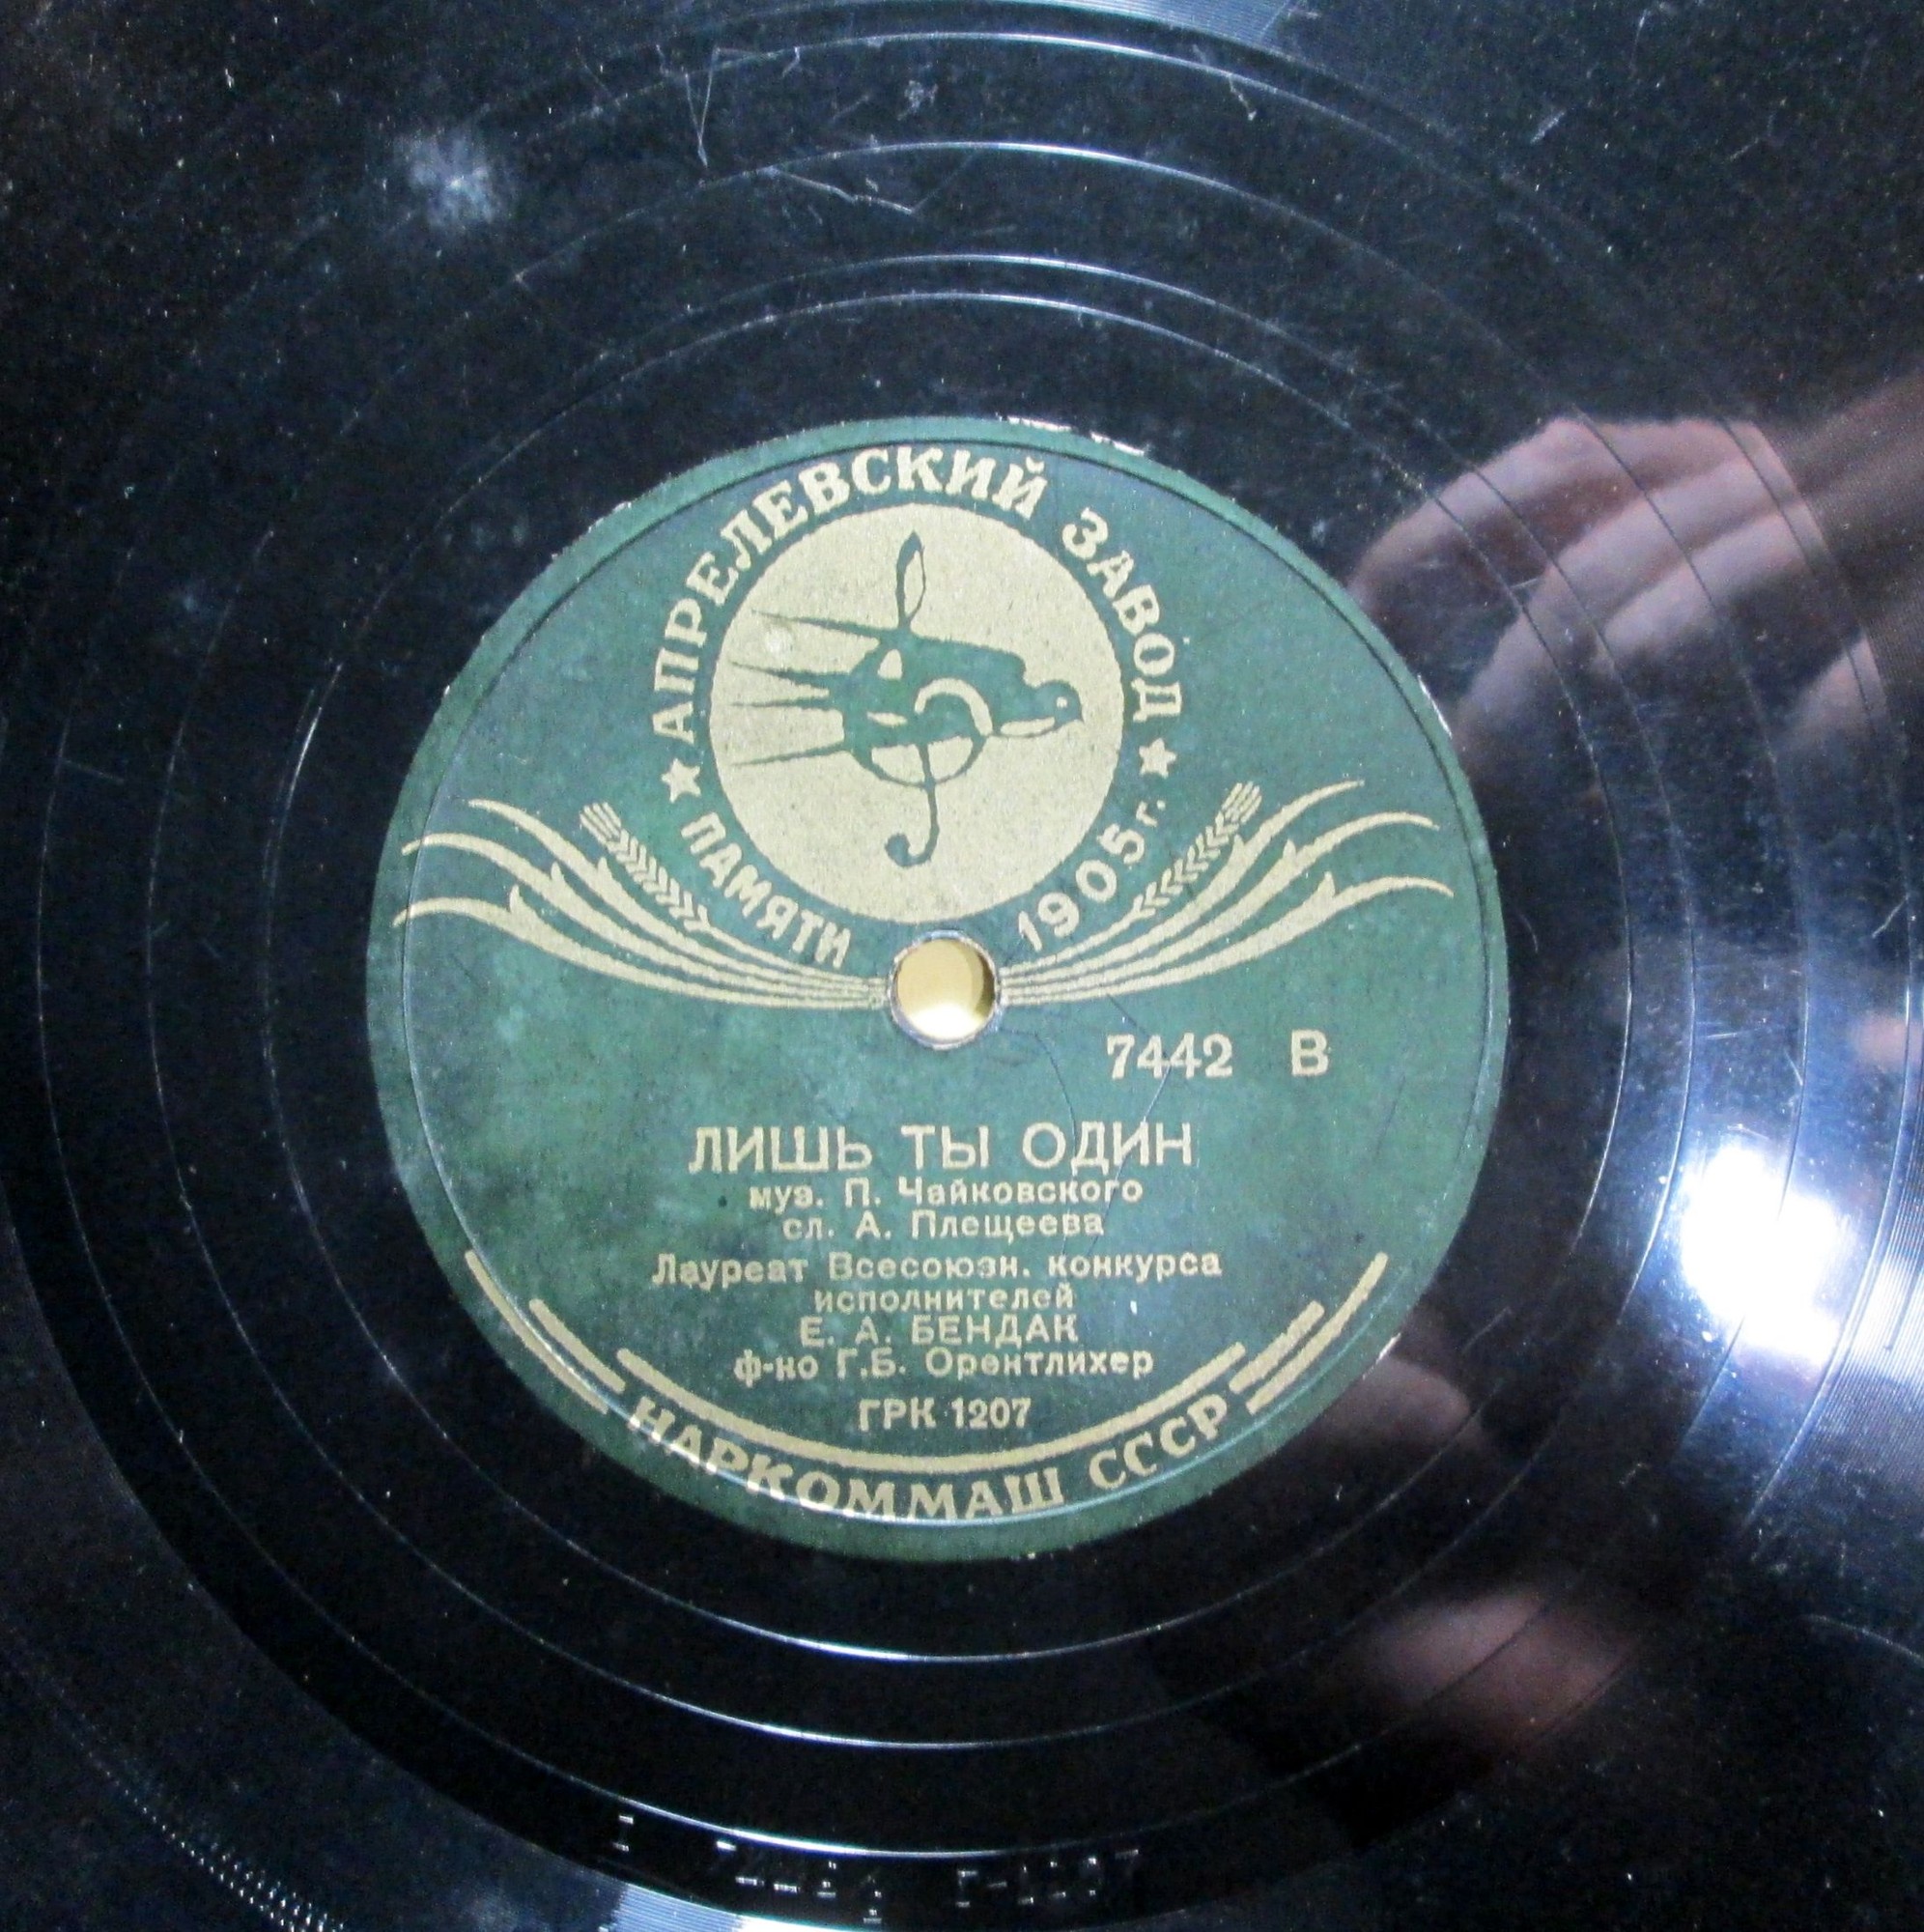 АПРЕЛЕВСКИЙ ЗАВОД
ПАМЯТИ 1905 г.
7442 В
ЛИШЬ ТЫ ОДИН
муз. П. Чайковского
сл. А. Плещеева
Лауреат Всесоюзн. конкурса
исполнителей
Е. А. БЕНДАК
ф-но Г.Б. Орентлихер
ГРК 1207
НАРКОММАШ СССР